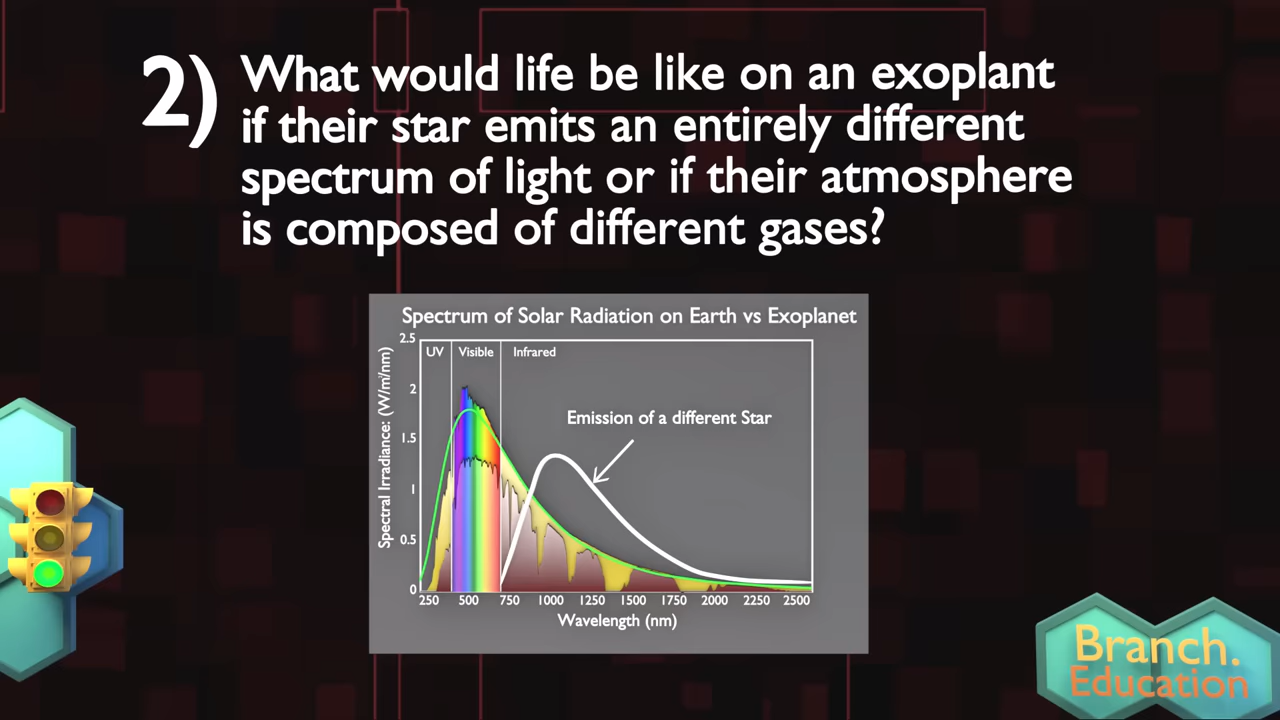 2) What would life be like on an exoplant
if their star emits an entirely different
spectrum of light or if their atmosphere
is composed of different gases?
Spectrum of Solar Radiation on Earth vs Exoplanet
Spectral Irradiance: (W/m/nm)
2.5
2
1.5
1
0.5
0
UV Visible Infrared
Emission of a different Star
250 500 750 1000 1250 1500 1750 2000 2250 2500
Wavelength (nm)
Branch.
Education